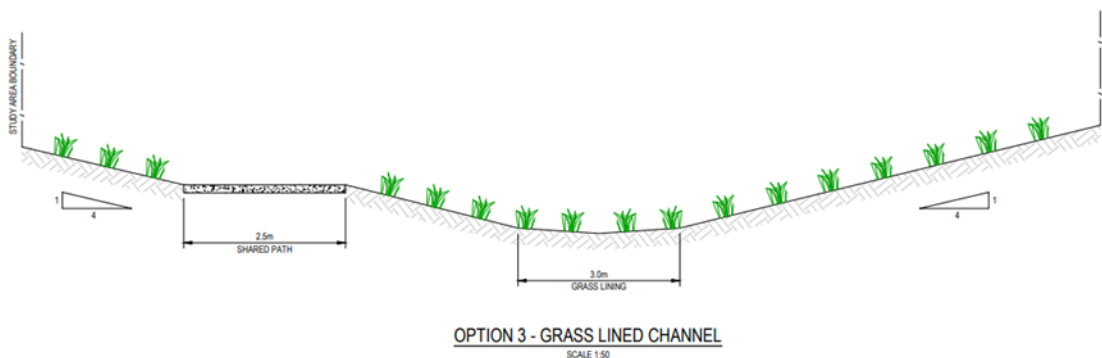 STUDY AREA BOUNDARY
1
4
2.5m
SHARED PATH
3.0m
GRASS LINING
1
4
OPTION 3 - GRASS LINED CHANNEL
SCALE 1:50